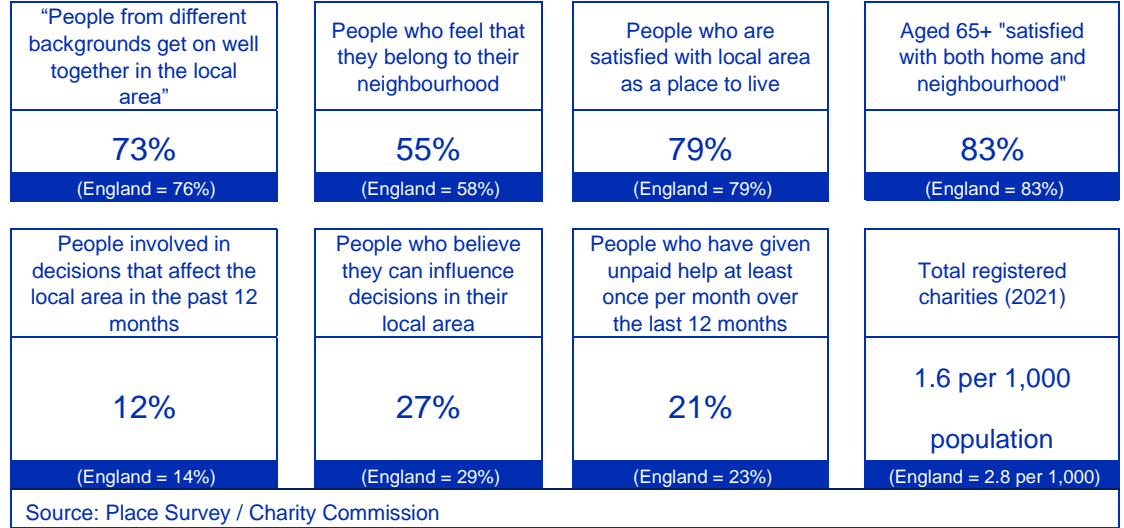 “People from different
backgrounds get on well
together in the local
area”
73%
(England = 76%)
People who feel that
they belong to their
neighbourhood
55%
(England = 58%)
People who are
satisfied with local area
as a place to live
79%
(England = 79%)
Aged 65+ "satisfied
with both home and
neighbourhood"
83%
(England = 83%)
People involved in
decisions that affect the
local area in the past 12
months
12%
(England = 14%)
People who believe
they can influence
decisions in their
local area
27%
(England = 29%)
People who have given
unpaid help at least
once per month over
the last 12 months
21%
(England = 23%)
Total registered
charities (2021)
1.6 per 1,000
population
(England = 2.8 per 1,000)
Source: Place Survey / Charity Commission